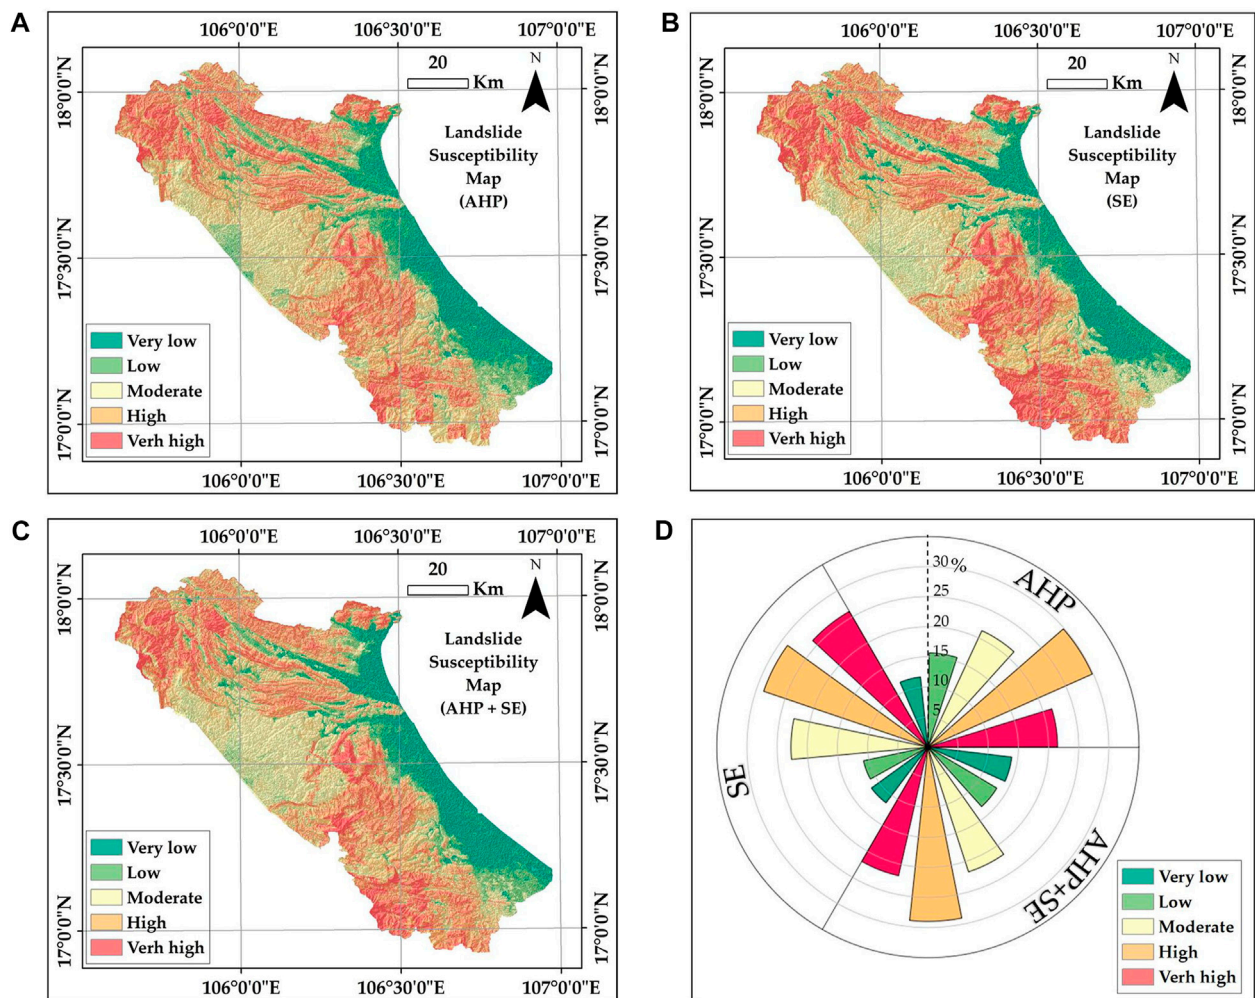 A
106°0'0"E
106°30'0"E
107°0'0"E
18°0'0"N
17°30'0"N
17°0'0"N
20
Km
N
Landslide
Susceptibility
Map
(AHP)
Very low
Low
Moderate
High
Verh high
18°0'0"N
17°30'0"N
17°0'0"N
106°0'0"E
106°30'0"E
107°0'0"E
B
106°0'0"E
106°30'0"E
107°0'0"E
18°0'0"N
17°30'0"N
17°0'0"N
20
Km
N
Landslide
Susceptibility
Map
(SE)
Very low
Low
Moderate
High
Verh high
18°0'0"N
17°30'0"N
17°0'0"N
106°0'0"E
106°30'0"E
107°0'0"E
C
106°0'0"E
106°30'0"E
107°0'0"E
18°0'0"N
17°30'0"N
17°0'0"N
20
Km
N
Landslide
Susceptibility
Map
(AHP + SE)
Very low
Low
Moderate
High
Verh high
18°0'0"N
17°30'0"N
17°0'0"N
106°0'0"E
106°30'0"E
107°0'0"E
D
30%
25
20
15
10
5
AHP
SE
AHP+SE
Very low
Low
Moderate
High
Verh high